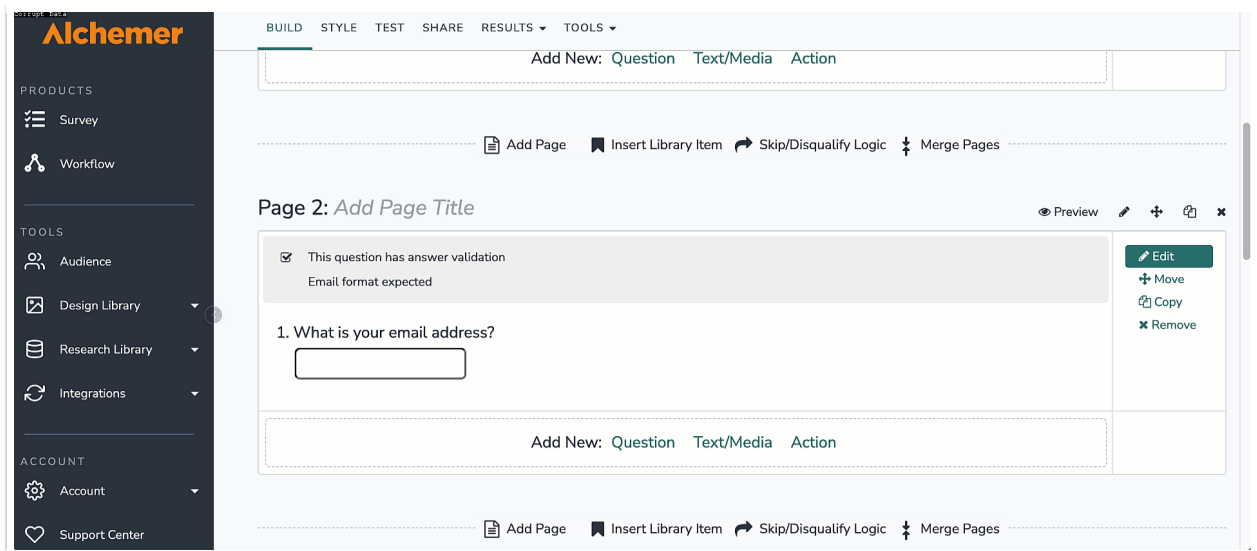 Corrupt Data
Alchemer
BUILD STYLE TEST SHARE RESULTS TOOLS
PRODUCTS
Survey
Workflow
TOOLS
Audience
Design Library
Research Library
Integrations
ACCOUNT
Account
Support Center
Add New: Question Text/Media Action
Add Page Insert Library Item Skip/Disqualify Logic Merge Pages
Page 2: Add Page Title
Preview
This question has answer validation
Email format expected
Edit
Move
Copy
Remove
1. What is your email address?
Add New: Question Text/Media Action
Add Page Insert Library Item Skip/Disqualify Logic Merge Pages